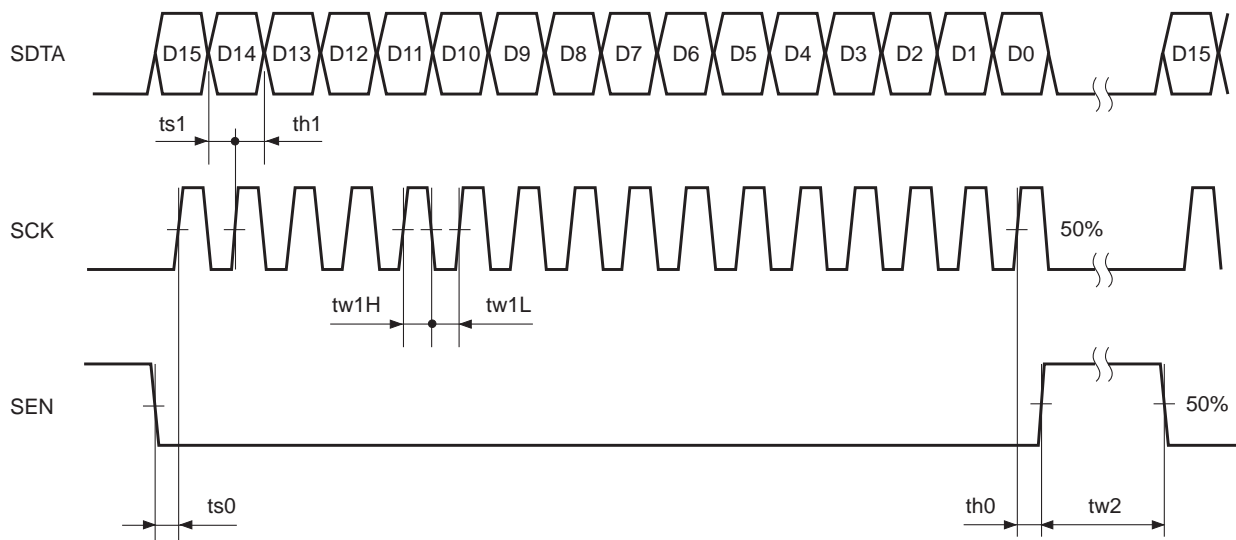 SDTA D15 D14 D13 D12 D11 D10 D9 D8 D7 D6 D5 D4 D3 D2 D1 D0 D15
ts1 th1
SCK 50%
tw1H tw1L
SEN 50%
ts0 th0 tw2